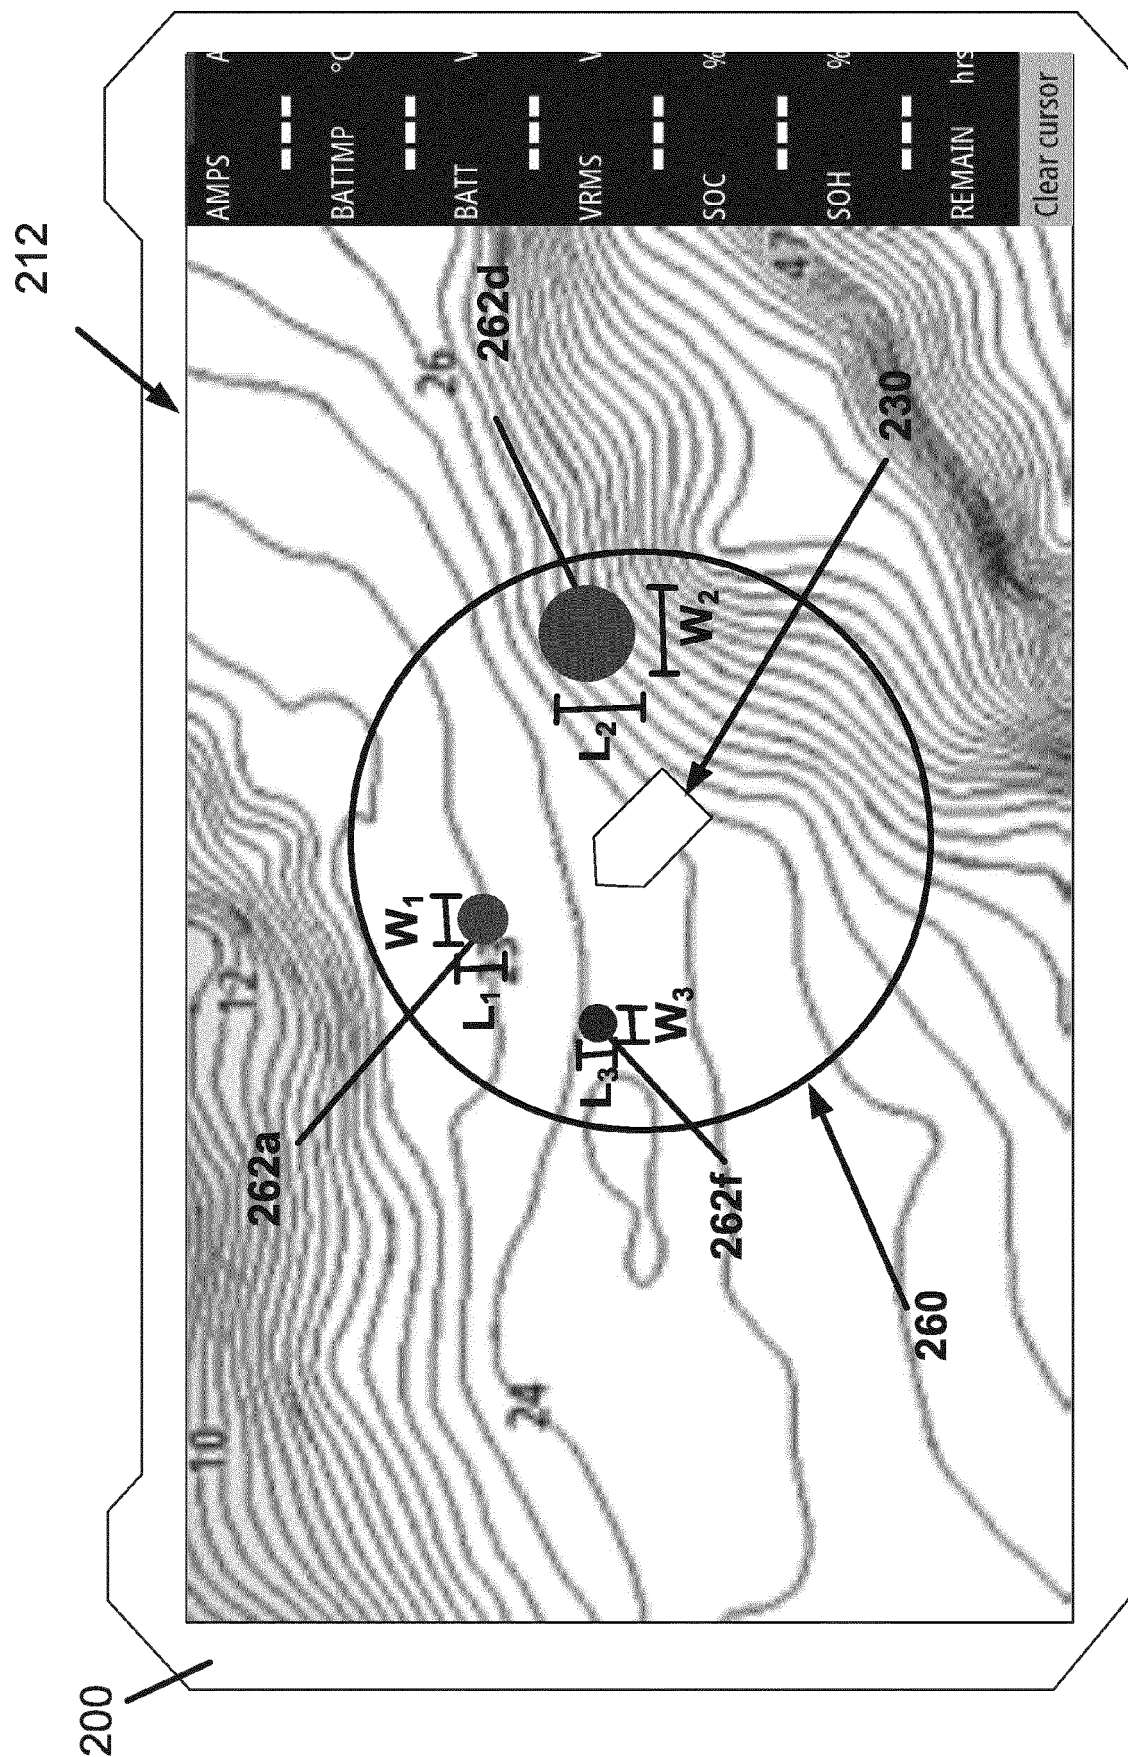 212
200
10
12
AMPS
262a
BATTMP °C
W1
26
BATT V
L1
262d
24
VRMS V
L3
L2
W3
W2
SOC %
262f
47
SOH %
230
260
REMAIN hrs
Clear cursor